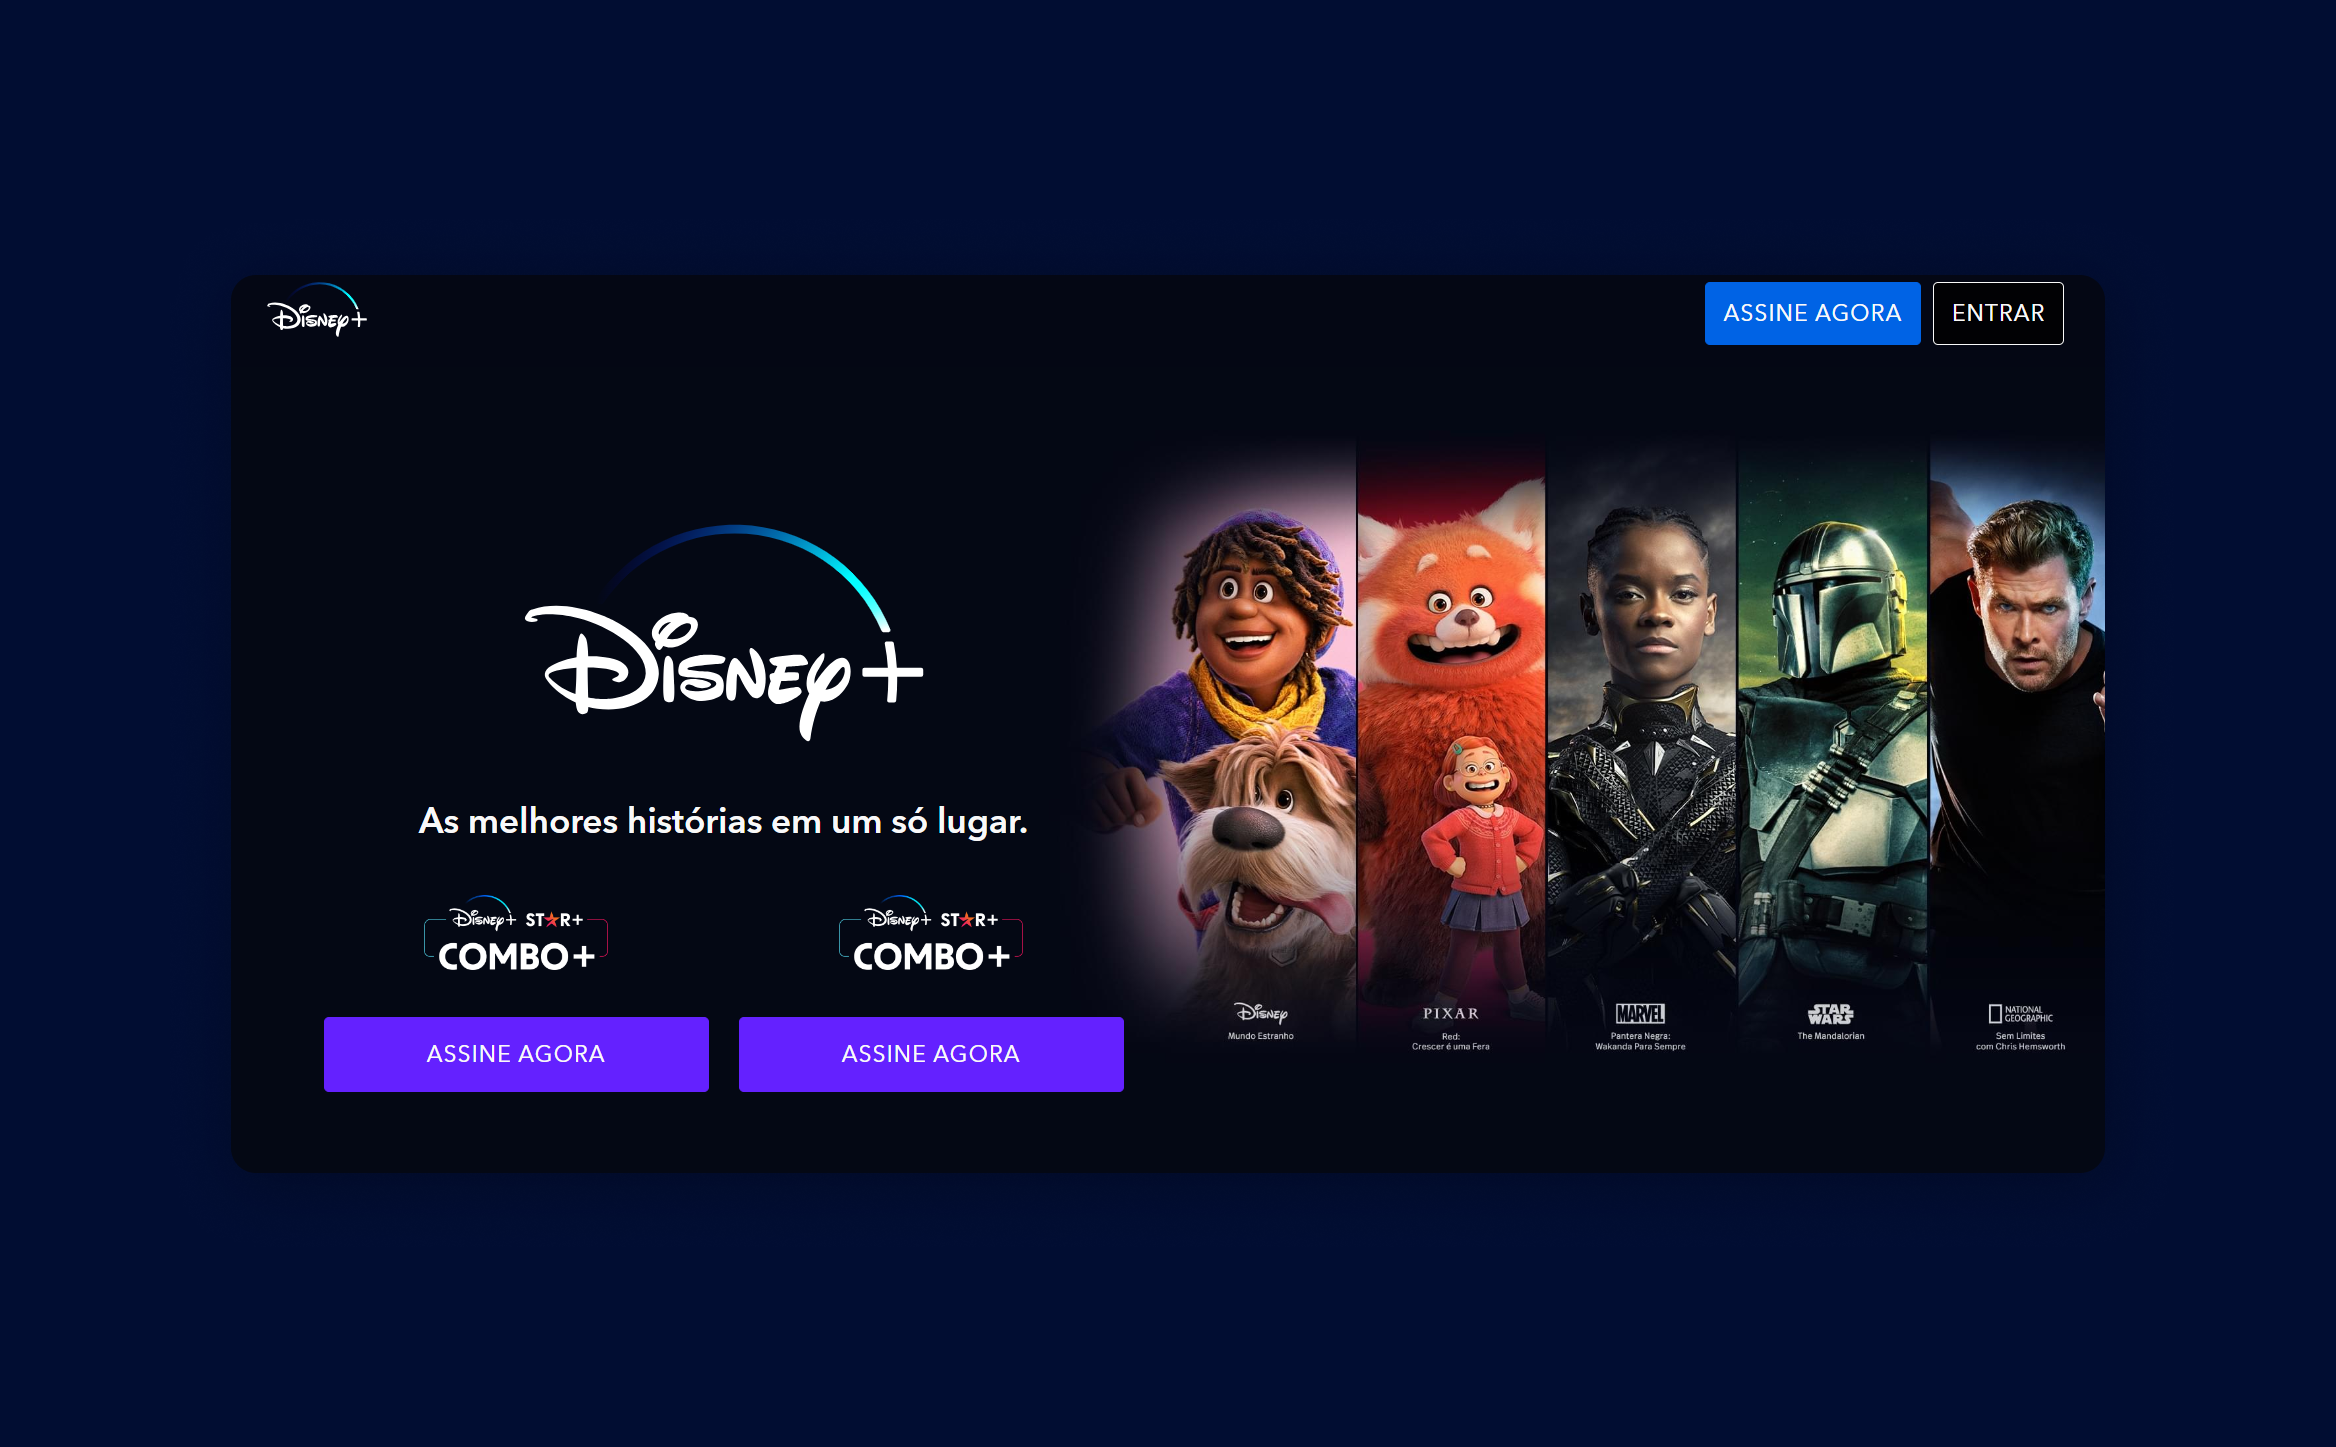 Disney+
ASSINE AGORA
ENTRAR
Disney+
As melhores histórias em um só lugar.
Disney+ STAR+
COMBO+
Disney+ STAR+
COMBO+
ASSINE AGORA
ASSINE AGORA
Disney
Mundo Estranho
PIXAR
Red:
Crescer é uma Fera
MARVEL
Pantera Negra:
Wakanda Para Sempre
STAR
WARS
The Mandalorian
NATIONAL
GEOGRAPHIC
Sem Limites
com Chris Hemsworth